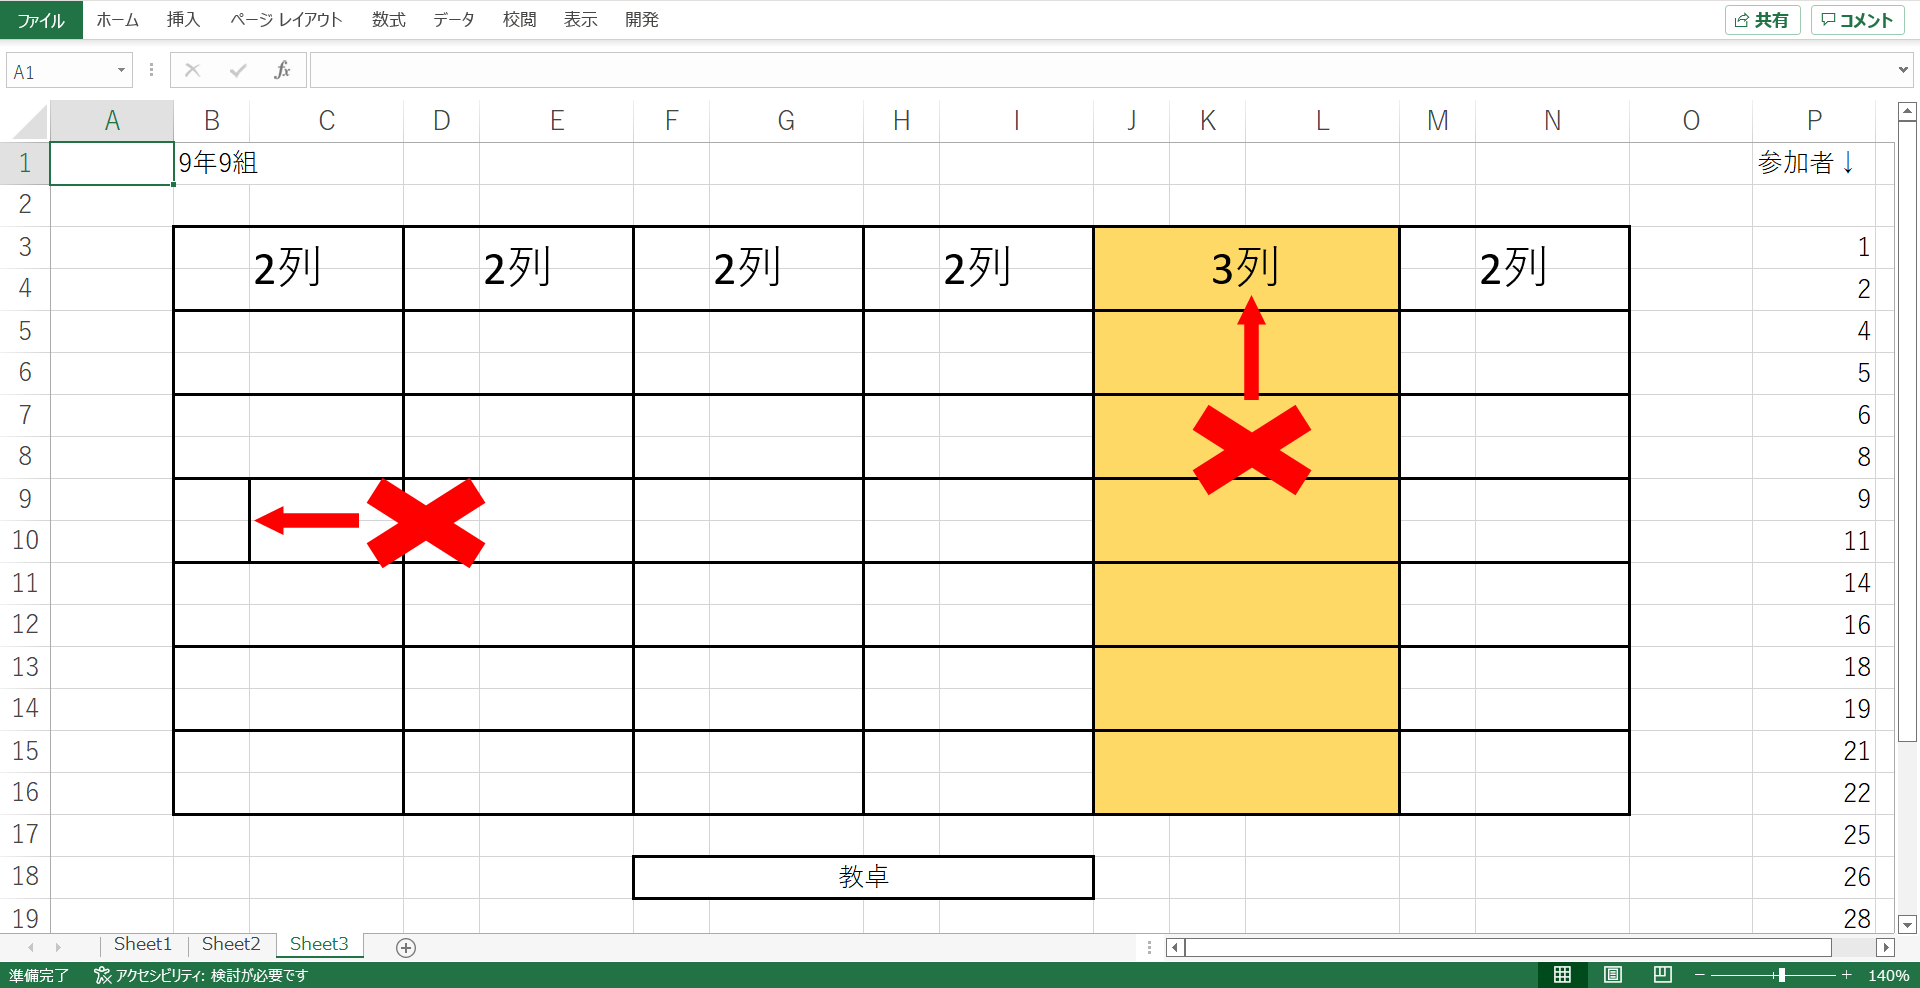 ファイル ホーム 挿入 ページ レイアウト 数式 データ 校閲 表示 開発 共有 コメント
A1 fx
A B C D E F G H I J K L M N O P
1 9年9組 参加者↓
2
3 1
2列 2列 2列 2列 3列 2列
4 2
5 4
6 5
7 6
8 8
9 9
10 11
11 14
12 16
13 18
14 19
15 21
16 22
17 25
18 教卓 26
19 28
Sheet1 Sheet2 Sheet3
準備完了 アクセシビリティ: 検討が必要です 140%